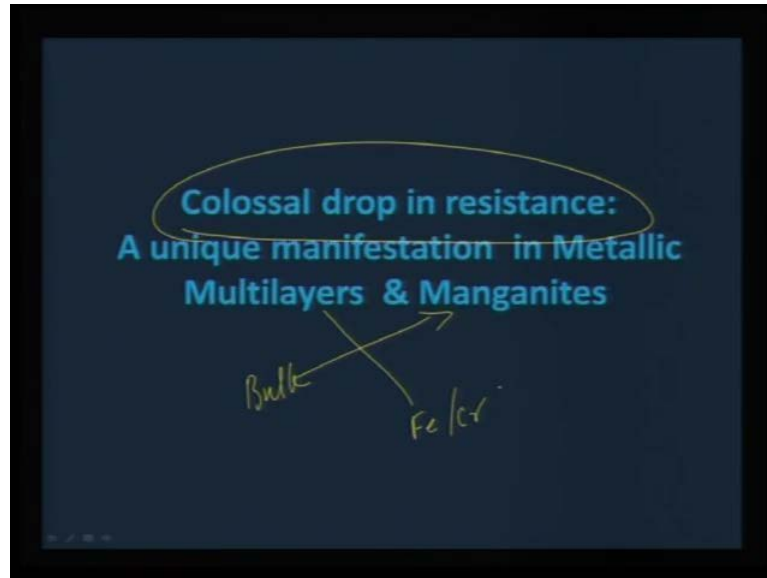 Colossal drop in resistance:
A unique manifestation in Metallic
Multilayers & Manganites
Bulk
Fe/Cr